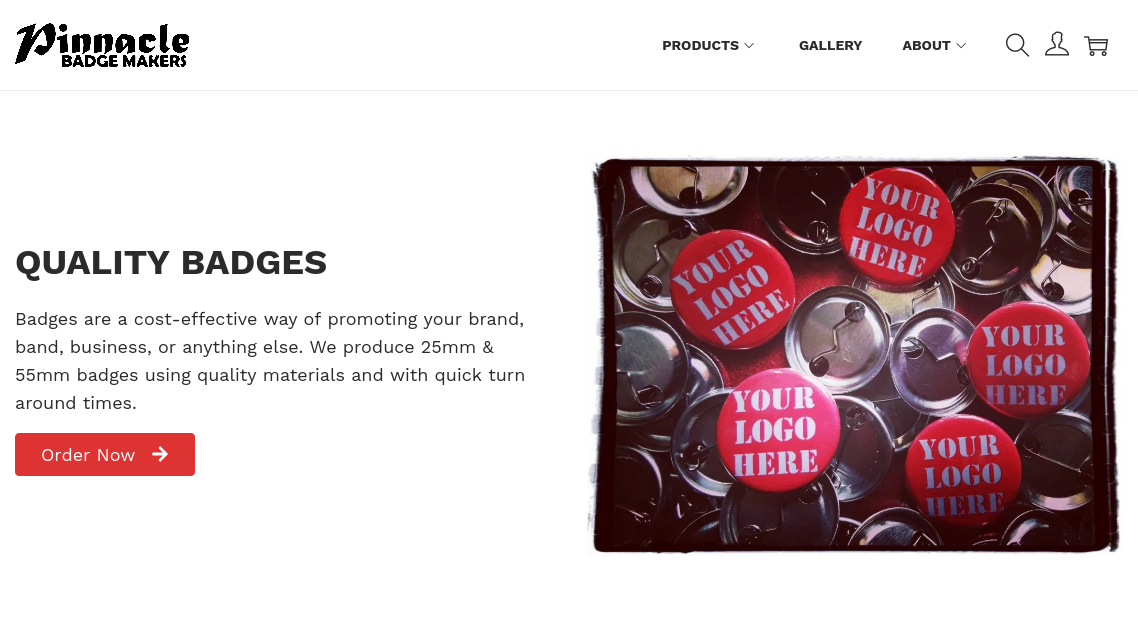 Pinnacle
BADGE MAKERS
PRODUCTS
GALLERY
ABOUT
QUALITY BADGES
Badges are a cost-effective way of promoting your brand,
band, business, or anything else. We produce 25mm &
55mm badges using quality materials and with quick turn
around times.
Order Now
YOUR
LOGO
HERE
YOUR
LOGO
HERE
YOUR
LOGO
HERE
YOUR
LOGO
HERE
YOUR
LOGO
HERE